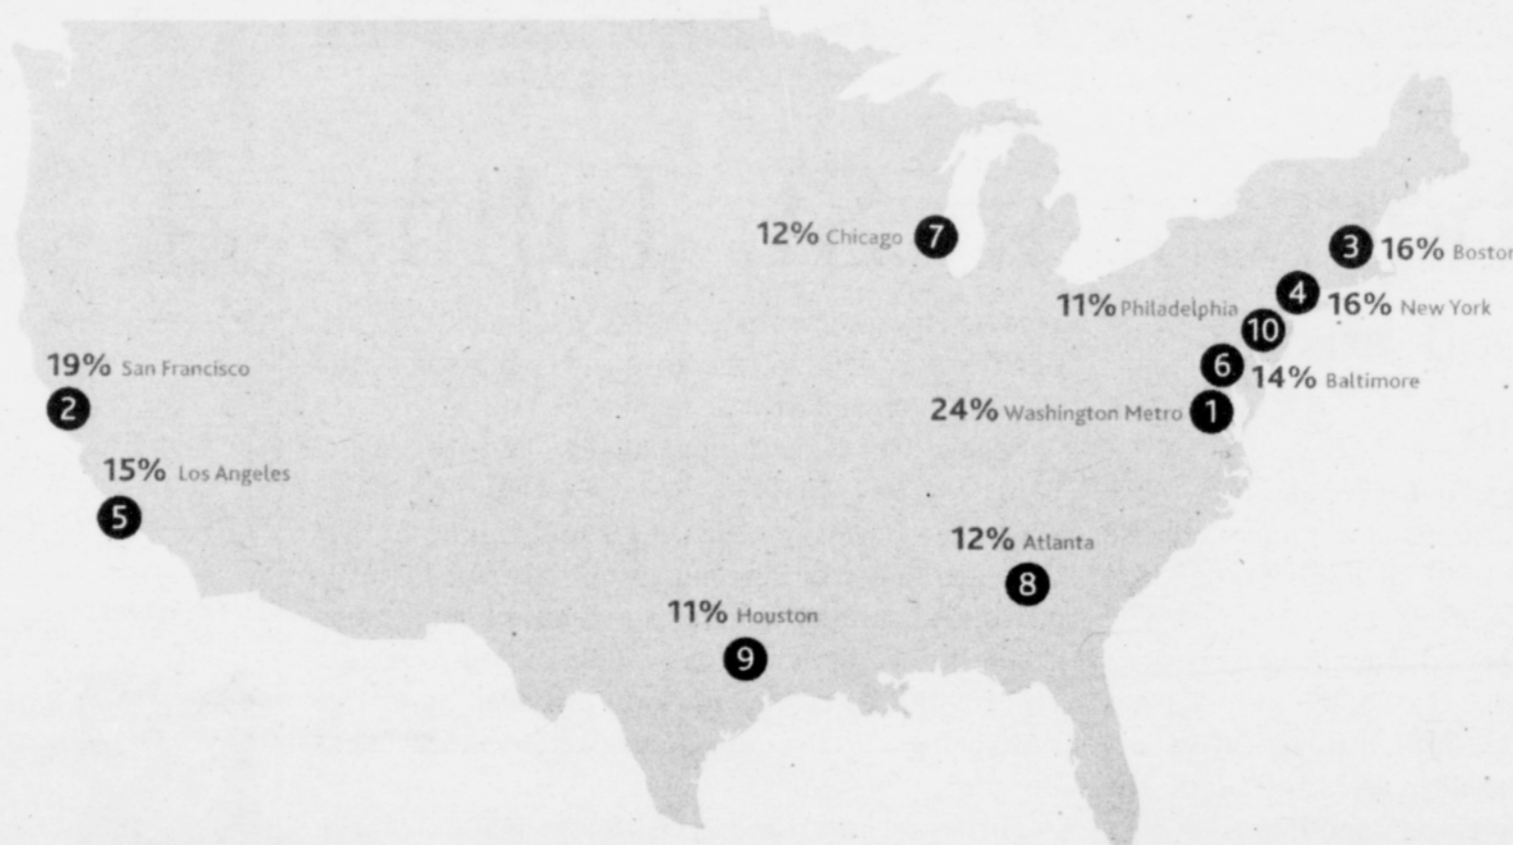 12% Chicago 7
3 16% Boston
4 16% New York
11% Philadelphia 10
19% San Francisco
2
6 14% Baltimore
24% Washington Metro 1
15% Los Angeles
5
12% Atlanta
8
11% Houston
9